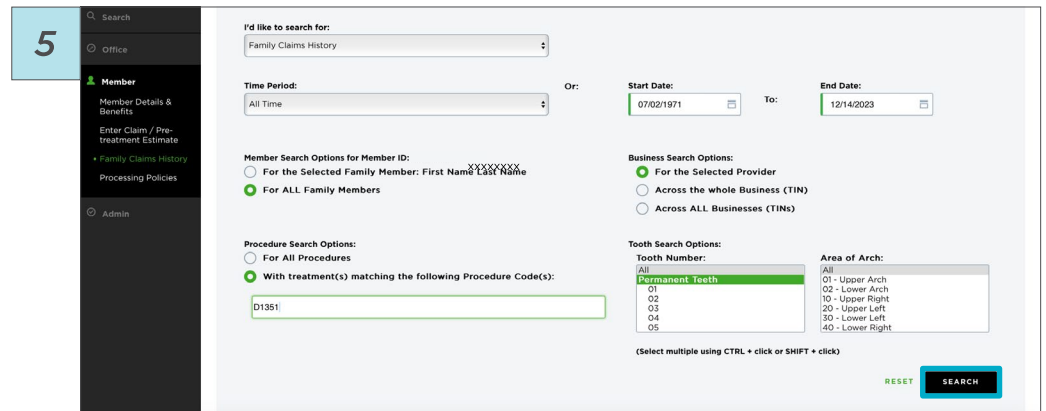 5
Search
Office
Member
Member Details &
Benefits
Enter Claim / Pre-
treatment Estimate
Family Claims History
Processing Policies
Admin
I'd like to search for:
Family Claims History
Time Period:
All Time
Or:
Start Date:
07/02/1971
To:
End Date:
12/14/2023
Member Search Options for Member ID:
XXXXXXXX
For the Selected Family Member: First Name Last Name
For ALL Family Members
Business Search Options:
For the Selected Provider
Across the whole Business (TIN)
Across ALL Businesses (TINs)
Procedure Search Options:
For All Procedures
With treatment(s) matching the following Procedure Code(s):
D1351
Tooth Search Options:
Tooth Number:
All
Permanent Teeth
01
02
03
04
05
Area of Arch:
All
01 - Upper Arch
02 - Lower Arch
10 - Upper Right
20 - Upper Left
30 - Lower Left
40 - Lower Right
(Select multiple using CTRL + click or SHIFT + click)
RESET
SEARCH